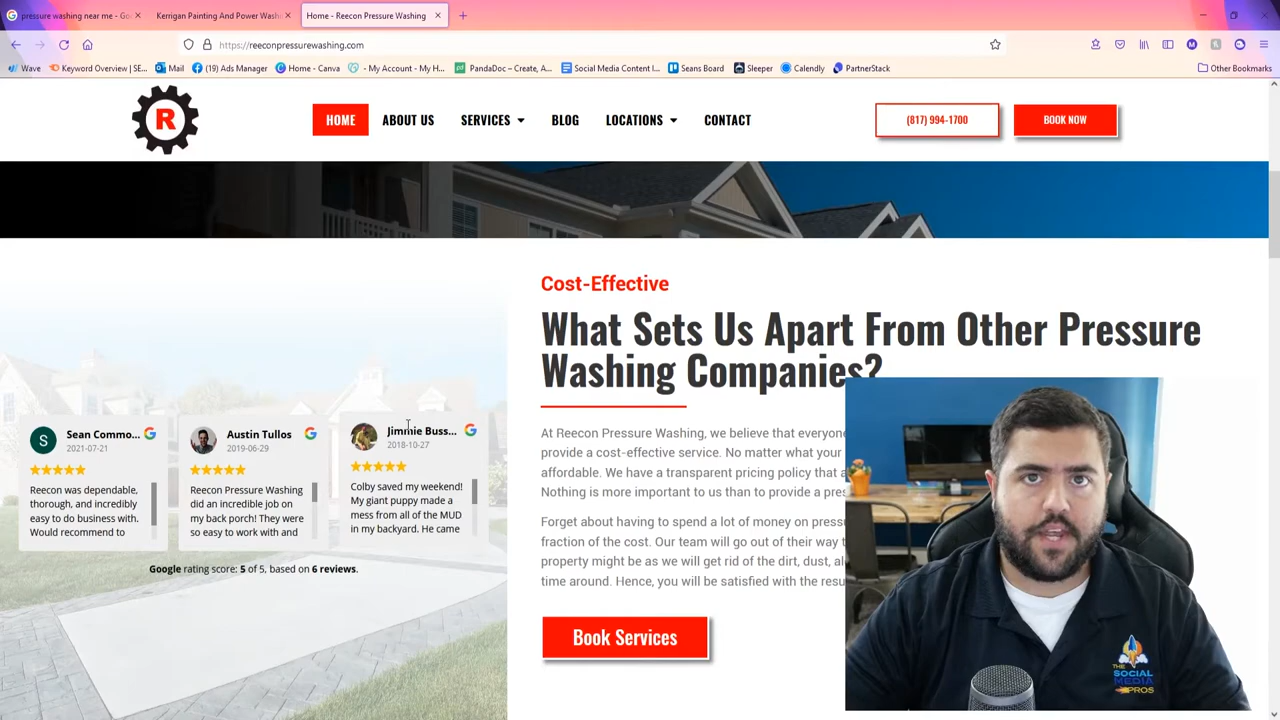 pressure washing near me - Goo
Kerrigan Painting And Power Wash
Home - Reecon Pressure Washing
https://reeconpressurewashing.com
Wave
Keyword Overview | SE...
Mail
(19) Ads Manager
Home - Canva
- My Account - My H...
PandaDoc – Create, A...
Social Media Content I...
Seans Board
Sleeper
Calendly
PartnerStack
Other Bookmarks
R
HOME
ABOUT US
SERVICES
BLOG
LOCATIONS
CONTACT
(817) 994-1700
BOOK NOW
Cost-Effective
What Sets Us Apart From Other Pressure
Washing Companies?
At Reecon Pressure Washing, we believe that everyone
provide a cost-effective service. No matter what your
affordable. We have a transparent pricing policy that a
Nothing is more important to us than to provide a pres
Forget about having to spend a lot of money on pressu
fraction of the cost. Our team will go out of their way t
property might be as we will get rid of the dirt, dust, al
time around. Hence, you will be satisfied with the resu
Book Services
S
Sean Commo...
2021-07-21
Reecon was dependable,
thorough, and incredibly
easy to do business with.
Would recommend to
Austin Tullos
2019-06-29
Reecon Pressure Washing
did an incredible job on
my back porch! They were
so easy to work with and
Jimmie Buss...
2018-10-27
Colby saved my weekend!
My giant puppy made a
mess from all of the MUD
in my backyard. He came
Google rating score: 5 of 5, based on 6 reviews.
THE
SOCIAL
MEDIA
PROS